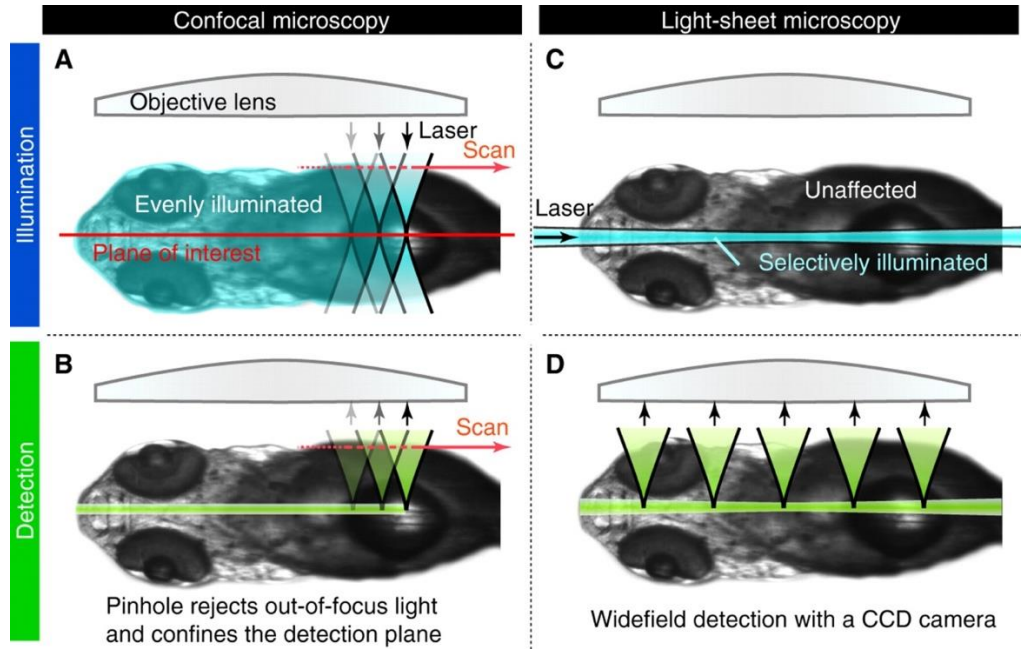 Confocal microscopy
Light-sheet microscopy
Illumination
A
Objective lens
Laser
Scan
Evenly illuminated
Plane of interest
C
Unaffected
Laser
Selectively illuminated
Detection
B
Scan
Pinhole rejects out-of-focus light
and confines the detection plane
D
Widefield detection with a CCD camera